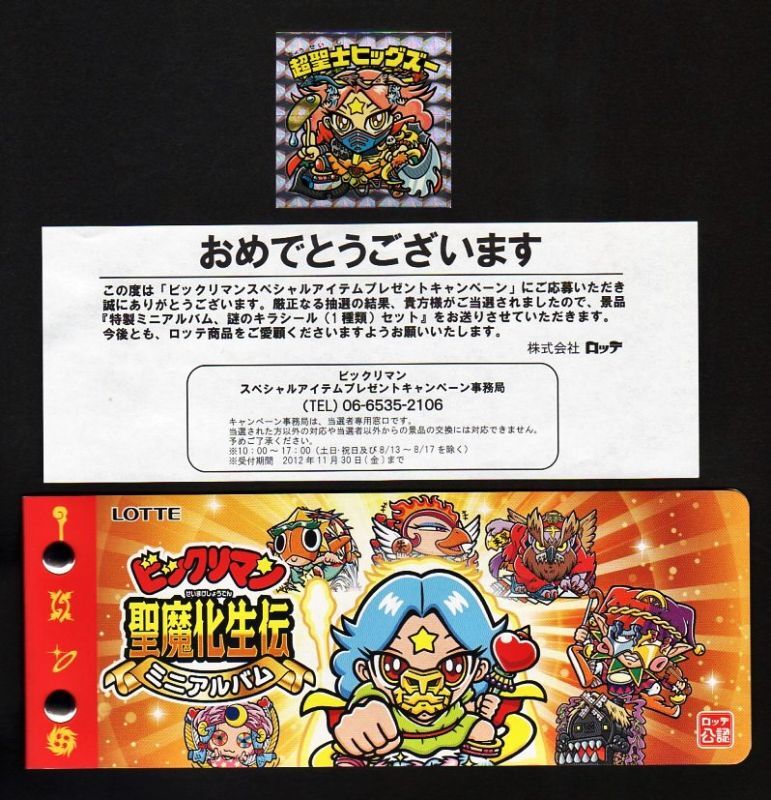 超聖士ビッグズー
おめでとうございます
この度は「ビックリマンスペシャルアイテムプレゼントキャンペーン」にご応募いただき
誠にありがとうございます。厳正なる抽選の結果、貴方様がご当選されましたので、景品
『特製ミニアルバム、謎のキラシール（1種類）セット』をお送りさせていただきます。
今後とも、ロッテ商品をご愛顧くださいますようお願いいたします。
株式会社 ロッテ
ビックリマン
スペシャルアイテムプレゼントキャンペーン事務局
(TEL) 06-6535-2106
キャンペーン事務局は、当選者専用窓口です。
当選された方以外の対応や当選者以外からの景品の交換には対応できません。
予めご了承ください。
※10:00～17:00（土日･祝日及び8/13～8/17を除く）
※受付期間 2012年11月30日(金)まで
LOTTE
ビックリマン
せいまけしょうでん
聖魔化生伝
ミニアルバム
ロッテ
公認